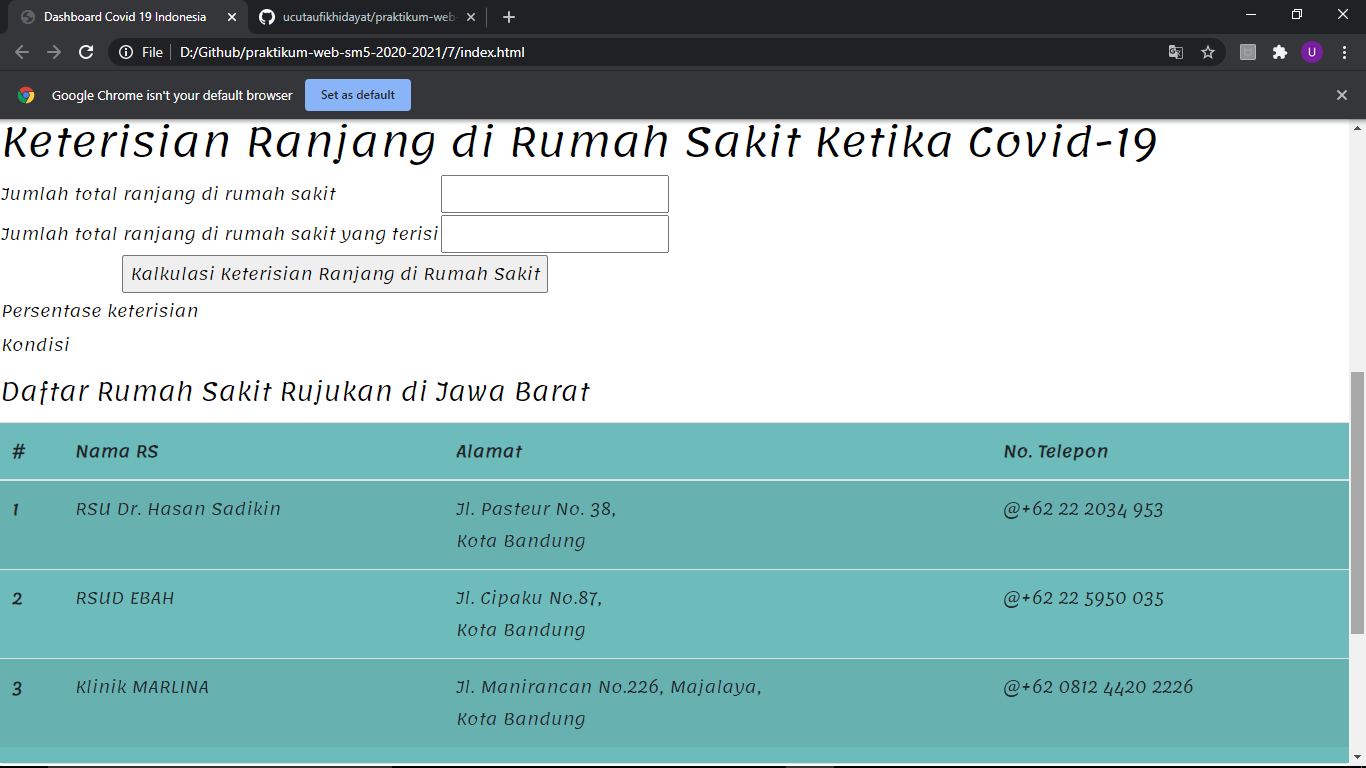 Dashboard Covid 19 Indonesia
ucutaufikhidayat/praktikum-web-
File D:/Github/praktikum-web-sm5-2020-2021/7/index.html
U
Google Chrome isn't your default browser Set as default
Keterisian Ranjang di Rumah Sakit Ketika Covid-19
Jumlah total ranjang di rumah sakit
Jumlah total ranjang di rumah sakit yang terisi
Kalkulasi Keterisian Ranjang di Rumah Sakit
Persentase keterisian
Kondisi
Daftar Rumah Sakit Rujukan di Jawa Barat
# Nama RS Alamat No. Telepon
1 RSU Dr. Hasan Sadikin Jl. Pasteur No. 38, @+62 22 2034 953
Kota Bandung
2 RSUD EBAH Jl. Cipaku No.87, @+62 22 5950 035
Kota Bandung
3 Klinik MARLINA Jl. Manirancan No.226, Majalaya, @+62 0812 4420 2226
Kota Bandung